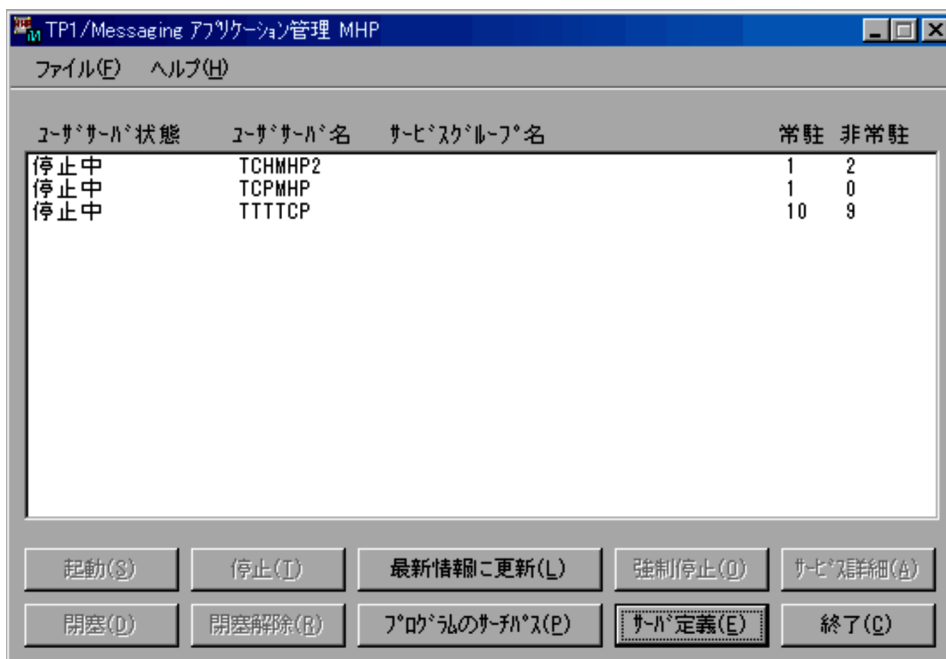 TP1/Messaging ｱﾌﾟﾘｹｰｼｮﾝ管理 MHP
ファイル(F) ヘルプ(H)
ﾕｰｻﾞｻｰﾊﾞ状態 ﾕｰｻﾞｻｰﾊﾞ名 ｻｰﾋﾞｽｸﾞﾙｰﾌﾟ名 常駐 非常駐
停止中 TCHMHP2 1 2
停止中 TCPMHP 1 0
停止中 TTTTCP 10 9
起動(S) 停止(T) 最新情報に更新(L) 強制停止(O) ｻｰﾋﾞｽ詳細(A)
閉塞(D) 閉塞解除(R) ﾌﾟﾛｸﾞﾗﾑのｻｰﾁﾊﾟｽ(P) ｻｰﾊﾞ定義(E) 終了(C)